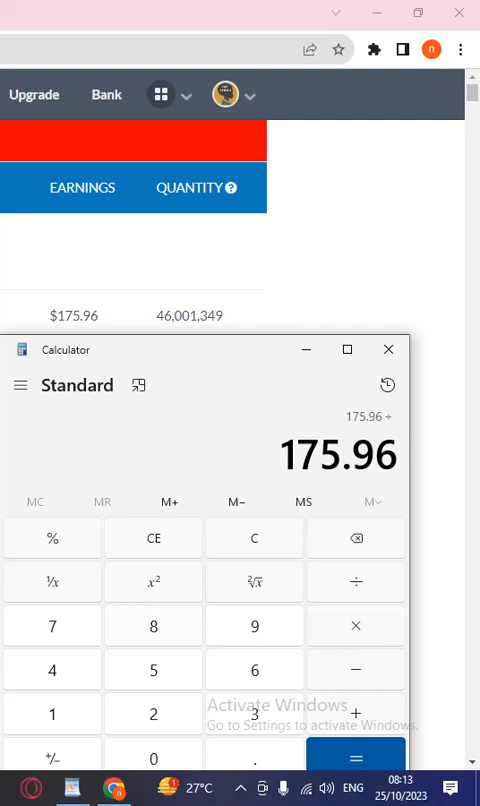 n
Upgrade Bank
EARNINGS QUANTITY ?
$175.96 46,001,349
Calculator
Standard
175.96 ÷
175.96
MC MR M+ M− MS M
% CE C
¹/x x² ²√x ÷
7 8 9 ×
4 5 6 −
1 2 3 +
+/− 0 . =
Activate Windows
Go to Settings to activate Windows.
27°C ENG 08:13
25/10/2023